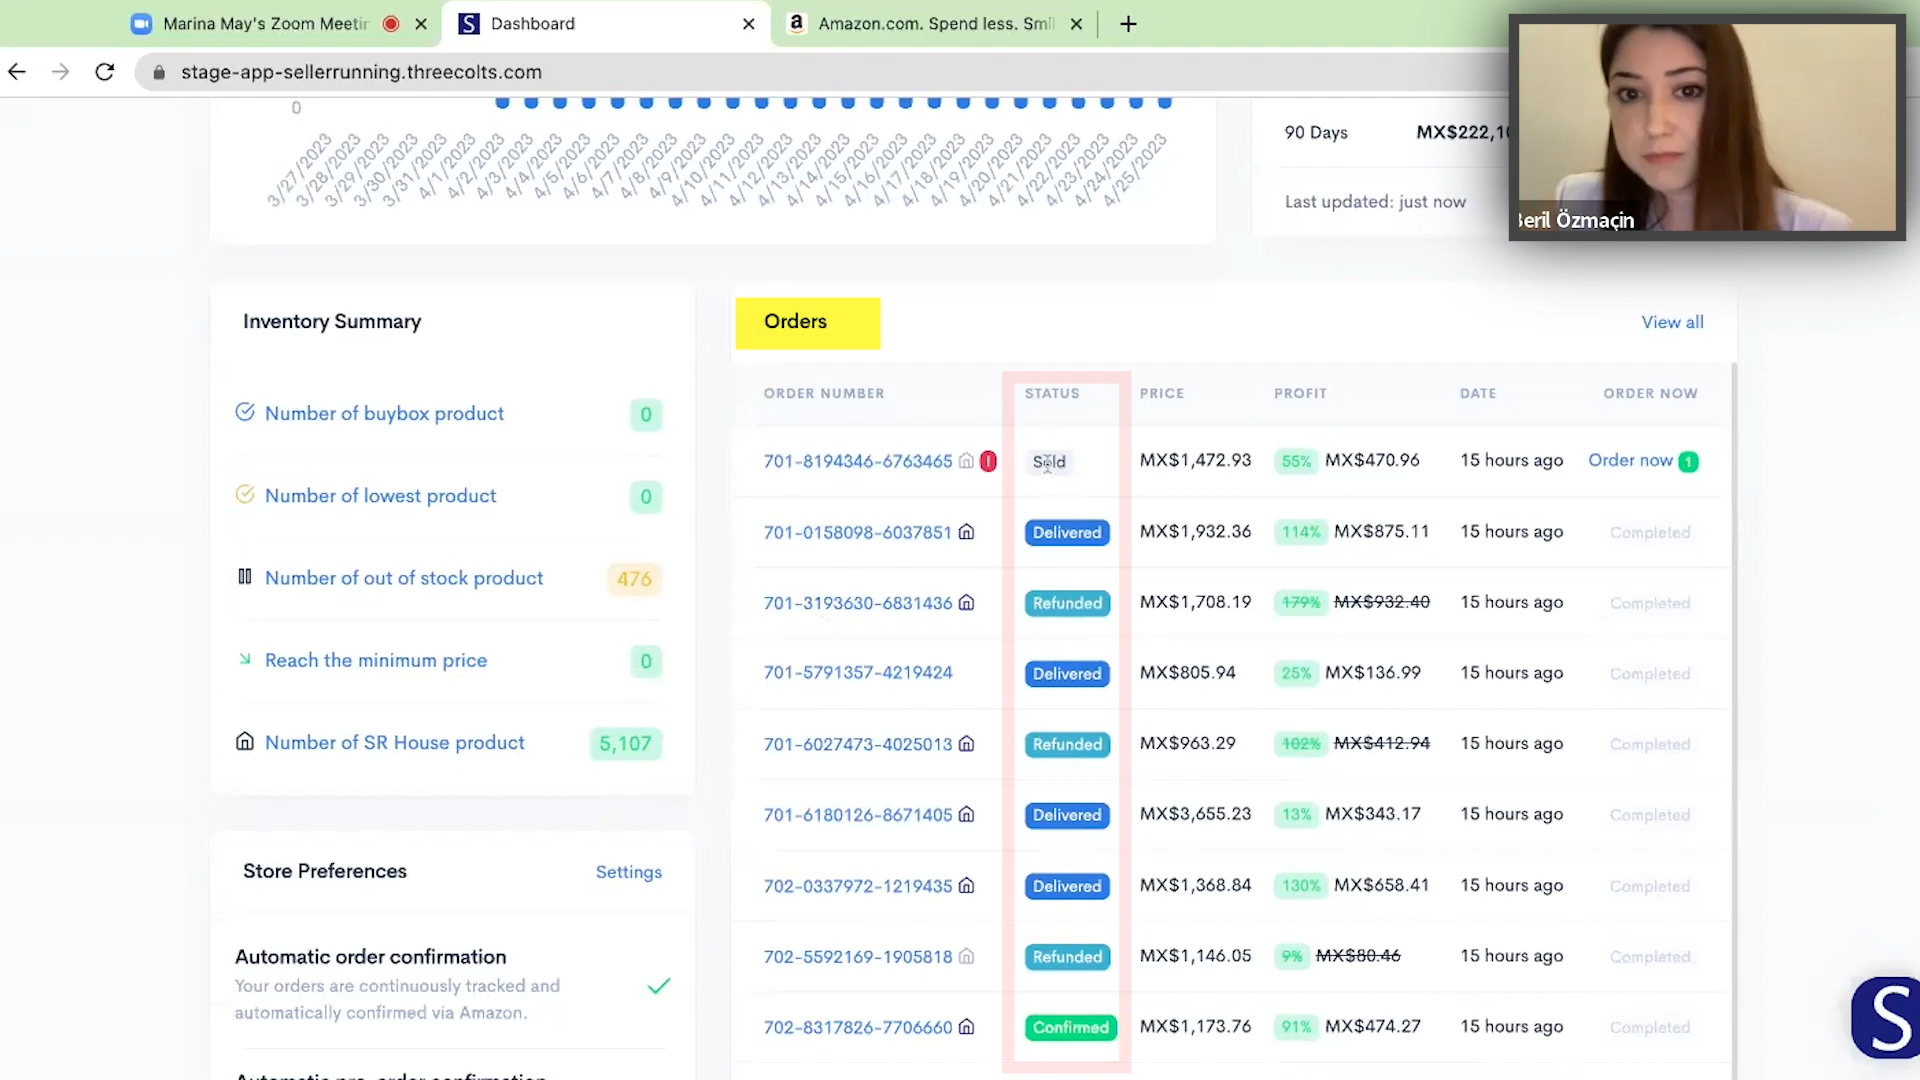 Marina May's Zoom Meetin
Dashboard
Amazon.com. Spend less. Smil
stage-app-sellerrunning.threecolts.com
0
3/27/2023
3/28/2023
3/29/2023
3/30/2023
3/31/2023
4/1/2023
4/2/2023
4/3/2023
4/4/2023
4/5/2023
4/6/2023
4/7/2023
4/8/2023
4/9/2023
4/10/2023
4/11/2023
4/12/2023
4/13/2023
4/14/2023
4/15/2023
4/16/2023
4/17/2023
4/18/2023
4/19/2023
4/20/2023
4/21/2023
4/22/2023
4/23/2023
4/24/2023
4/25/2023
90 Days MX$222,10
Last updated: just now
Beril Özmaçin
Inventory Summary
Number of buybox product 0
Number of lowest product 0
Number of out of stock product 476
Reach the minimum price 0
Number of SR House product 5,107
Store Preferences Settings
Automatic order confirmation
Your orders are continuously tracked and
automatically confirmed via Amazon.
Automatic pre-order confirmation
Orders View all
ORDER NUMBER STATUS PRICE PROFIT DATE ORDER NOW
701-8194346-6763465 Sold MX$1,472.93 55% MX$470.96 15 hours ago Order now 1
701-0158098-6037851 Delivered MX$1,932.36 114% MX$875.11 15 hours ago Completed
701-3193630-6831436 Refunded MX$1,708.19 179% MX$932.40 15 hours ago Completed
701-5791357-4219424 Delivered MX$805.94 25% MX$136.99 15 hours ago Completed
701-6027473-4025013 Refunded MX$963.29 102% MX$412.94 15 hours ago Completed
701-6180126-8671405 Delivered MX$3,655.23 13% MX$343.17 15 hours ago Completed
702-0337972-1219435 Delivered MX$1,368.84 130% MX$658.41 15 hours ago Completed
702-5592169-1905818 Refunded MX$1,146.05 9% MX$80.46 15 hours ago Completed
702-8317826-7706660 Confirmed MX$1,173.76 91% MX$474.27 15 hours ago Completed
S